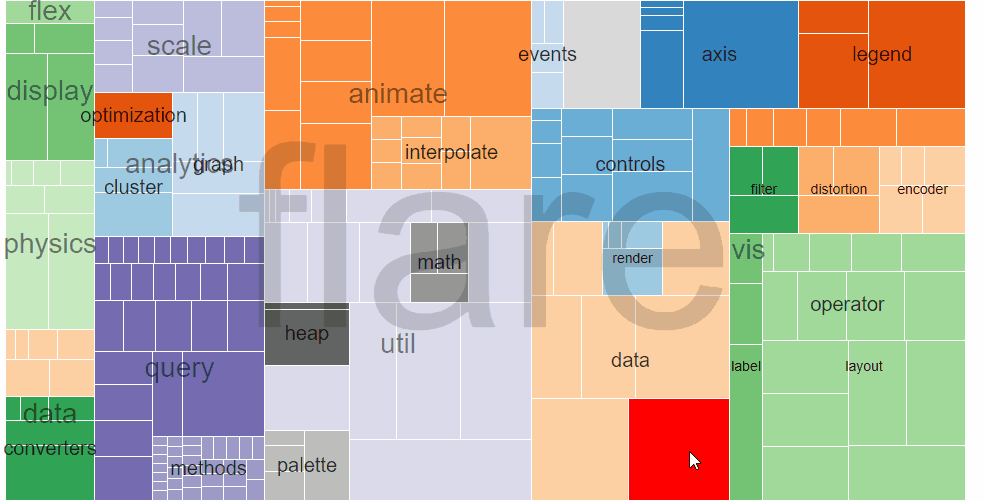 flex
scale
display
optimization
analytics
graph
cluster
physics
query
data
converters
methods
flare
animate
interpolate
math
heap
util
palette
events
axis
legend
controls
filter
distortion
encoder
render
data
vis
operator
label
layout